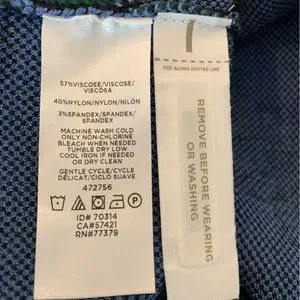 57%VISCOSE/VISCOSE/
VISCOSA
40%NYLON/NYLON/NILÓN
3%SPANDEX/SPANDEX/
SPANDEX
MACHINE WASH COLD
ONLY NON-CHLORINE
BLEACH WHEN NEEDED
TUMBLE DRY LOW
COOL IRON IF NEEDED
OR DRY CLEAN
GENTLE CYCLE/CYCLE
DÉLICAT/CICLO SUAVE
472756
ID# 70314
CA#57421
RN#77379
CUT ALONG DOTTED LINE
REMOVE BEFORE WEARING
OR WASHING